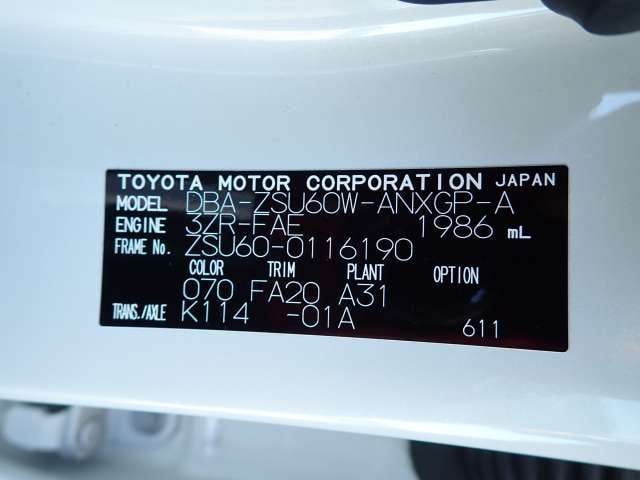 TOYOTA MOTOR CORPORATION JAPAN
MODEL DBA-ZSU60W-ANXGP-A
ENGINE 3ZR-FAE 1986 mL
FRAME No. ZSU60-0116190
COLOR TRIM PLANT OPTION
070 FA20 A31
TRANS./AXLE K114 -01A
611